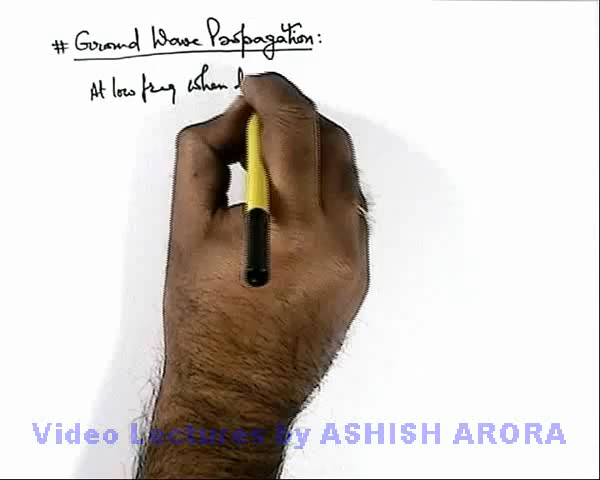 # Ground Wave Propagation:
At low freq when
Video Lectures by ASHISH ARORA